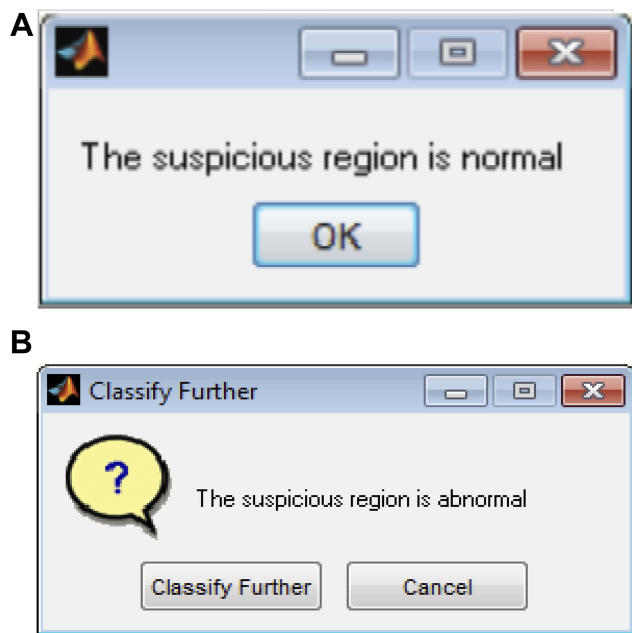 A
The suspicious region is normal
OK
B
Classify Further
?
The suspicious region is abnormal
Classify Further
Cancel